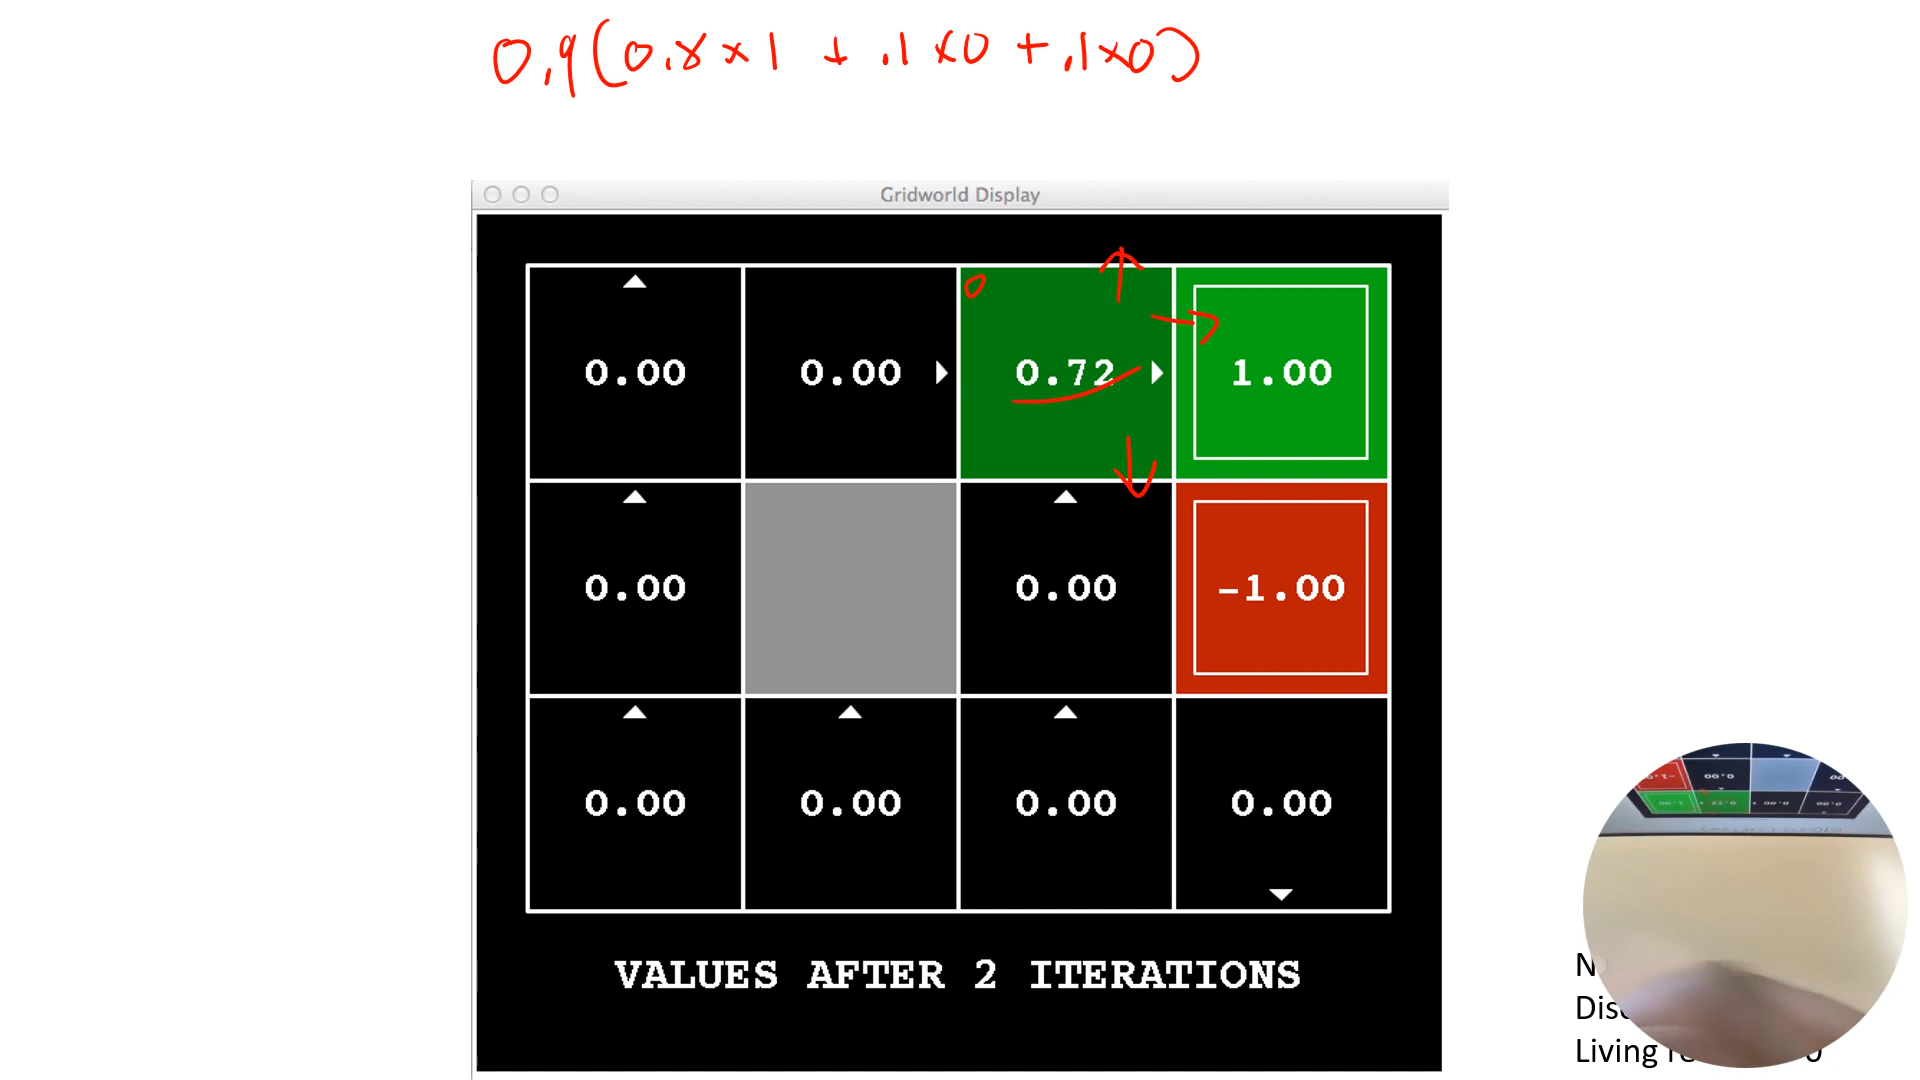 0.9(0.8×1 + .1×0 + .1×0)
Gridworld Display
0
0.00 0.00 0.72 1.00
0.00 0.00 -1.00
0.00 0.00 0.00 0.00
VALUES AFTER 2 ITERATIONS
Living